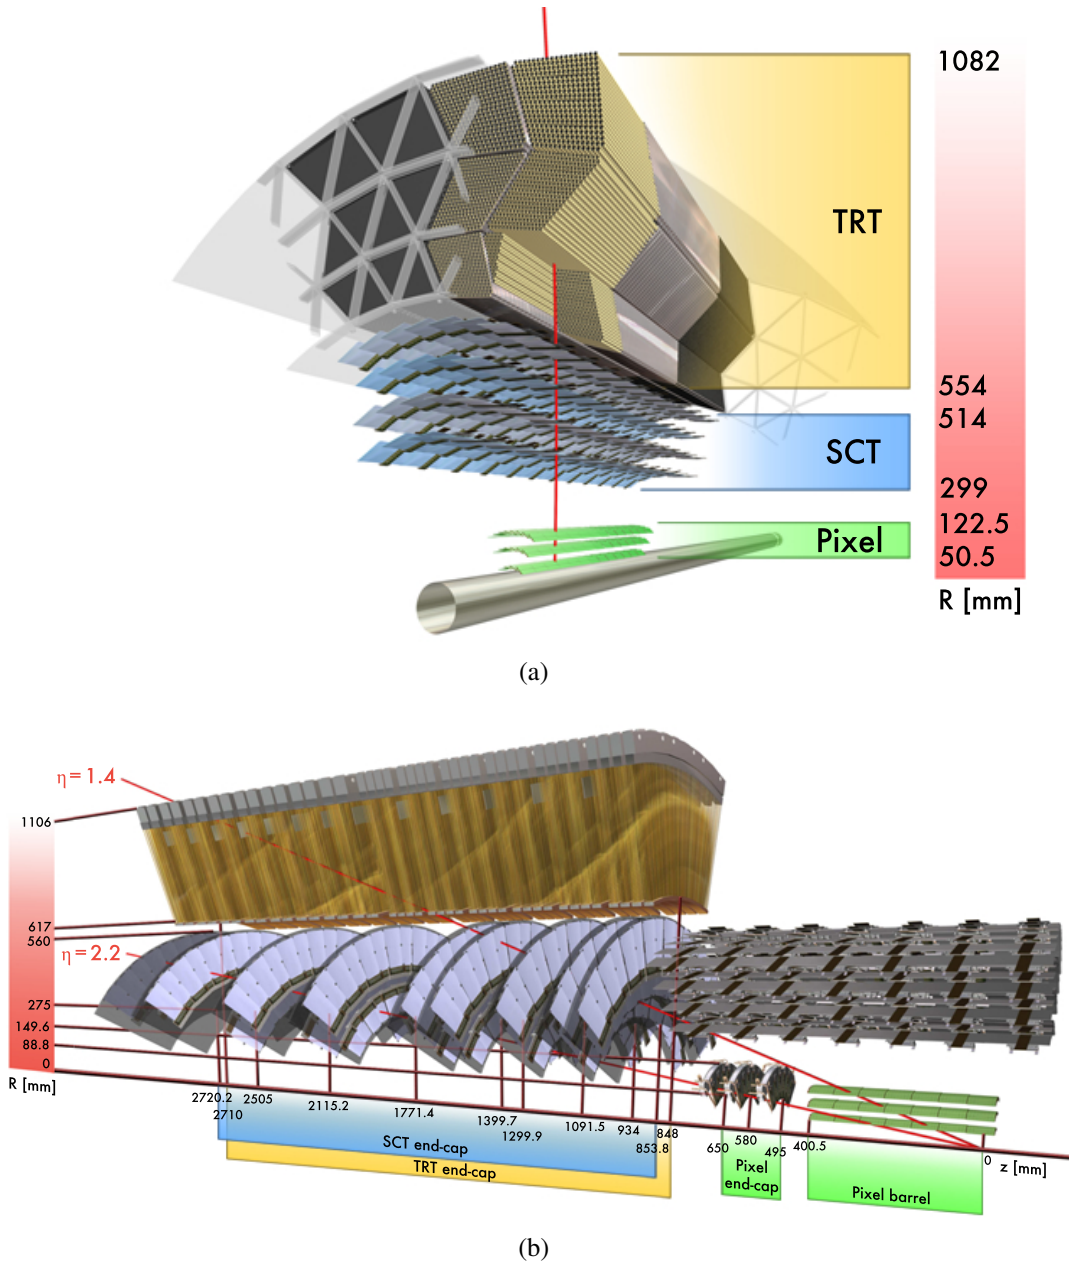 1082
TRT
554
514
SCT
299
122.5
Pixel
50.5
R [mm]
(a)
η=1.4
1106
617
560
η=2.2
275
149.6
88.8
0
R [mm]
2720.2
2710
2505
2115.2
1771.4
1399.7
1299.9
1091.5
934
848
853.8
650
580
495
400.5
0 z [mm]
SCT end-cap
TRT end-cap
Pixel
end-cap
Pixel barrel
(b)